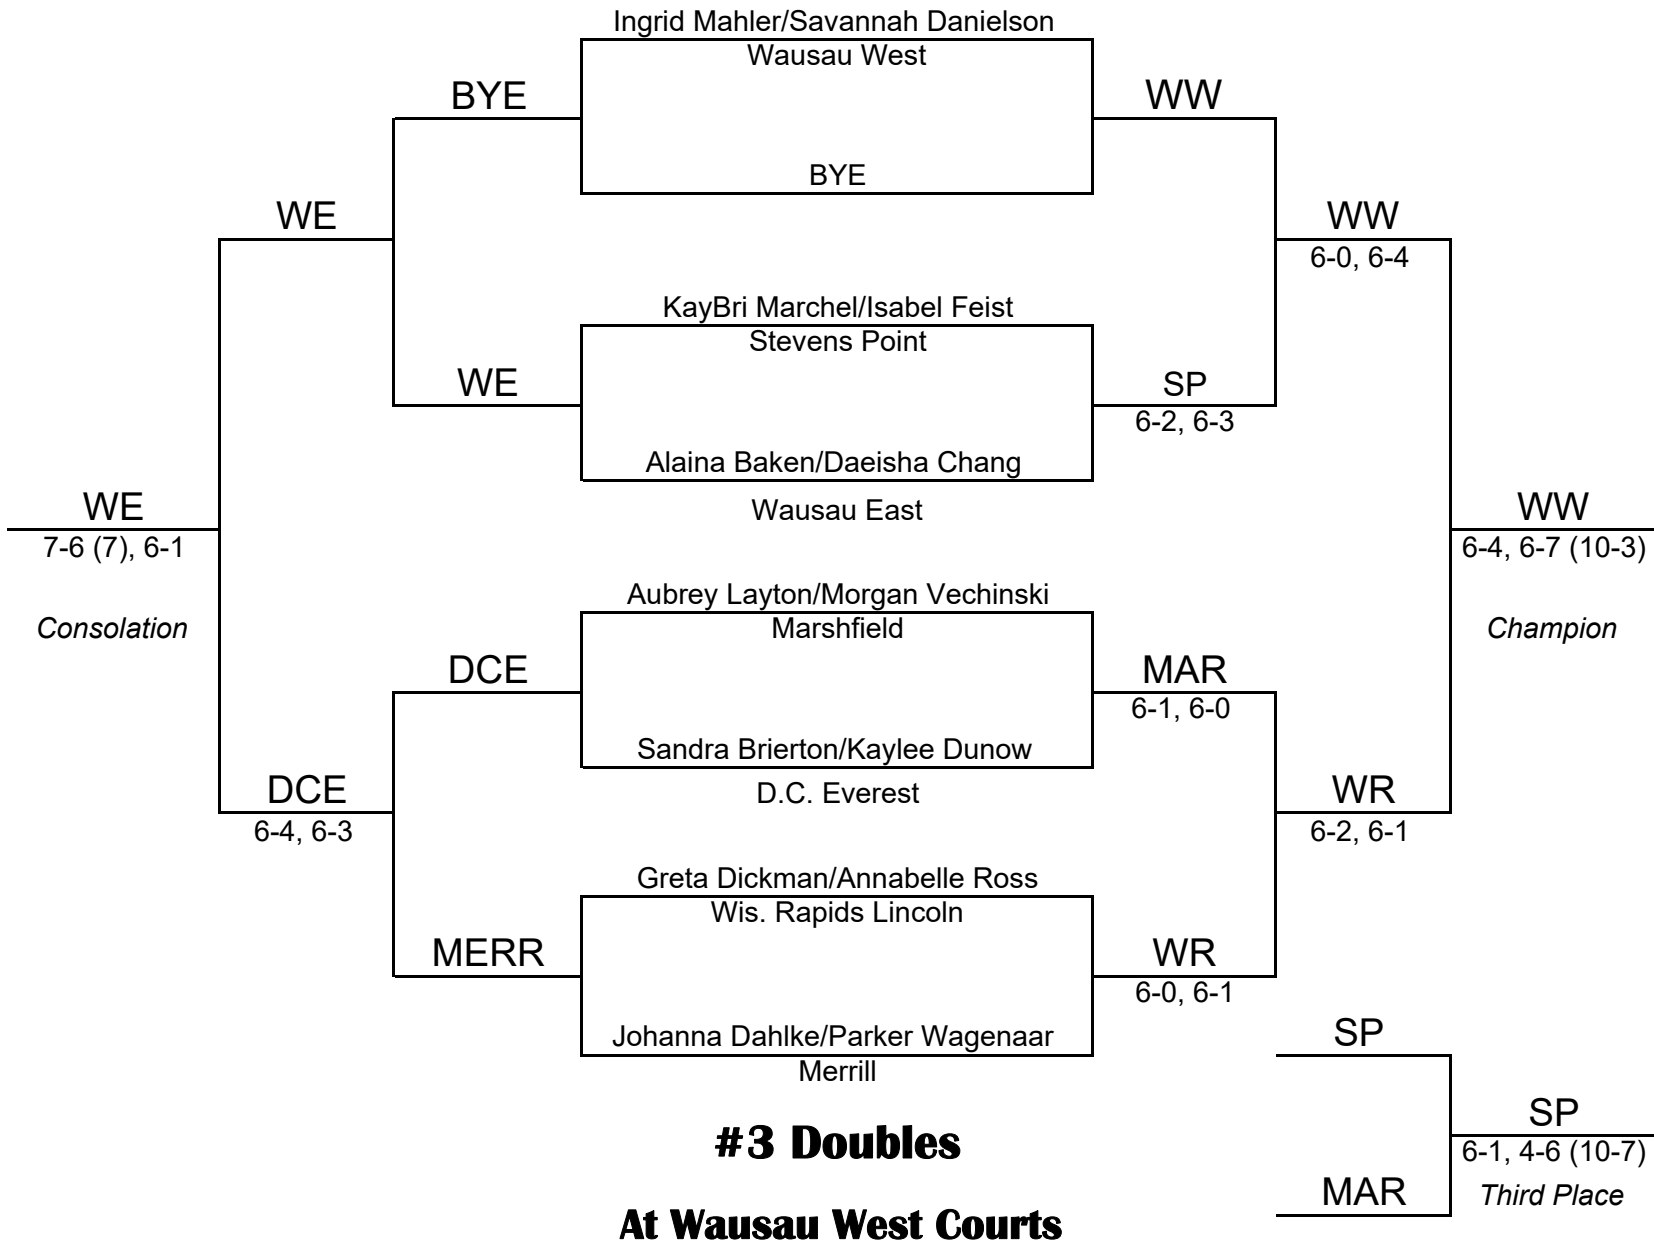 Ingrid Mahler/Savannah Danielson
Wausau West
BYE
WW
BYE
WE
WW
6-0, 6-4
KayBri Marchel/Isabel Feist
Stevens Point
WE
SP
6-2, 6-3
Alaina Baken/Daeisha Chang
Wausau East
WE
7-6 (7), 6-1
WW
6-4, 6-7 (10-3)
Aubrey Layton/Morgan Vechinski
Marshfield
Consolation
Champion
DCE
MAR
6-1, 6-0
Sandra Brierton/Kaylee Dunow
D.C. Everest
DCE
6-4, 6-3
WR
6-2, 6-1
Greta Dickman/Annabelle Ross
Wis. Rapids Lincoln
MERR
WR
6-0, 6-1
Johanna Dahlke/Parker Wagenaar
Merrill
SP
SP
6-1, 4-6 (10-7)
MAR
Third Place
#3 Doubles
At Wausau West Courts